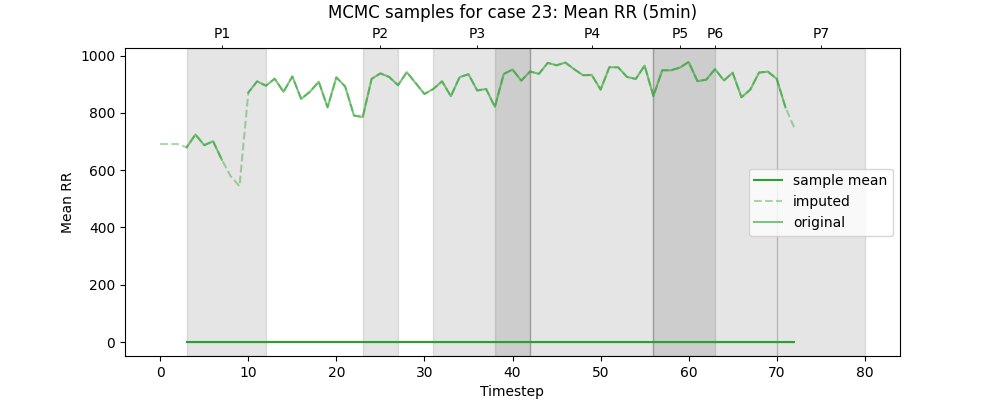 MCMC samples for case 23: Mean RR (5min)
P1 P2 P3 P4 P5 P6 P7
1000
800
600
400
200
0
Mean RR
sample mean
imputed
original
0 10 20 30 40 50 60 70 80
Timestep